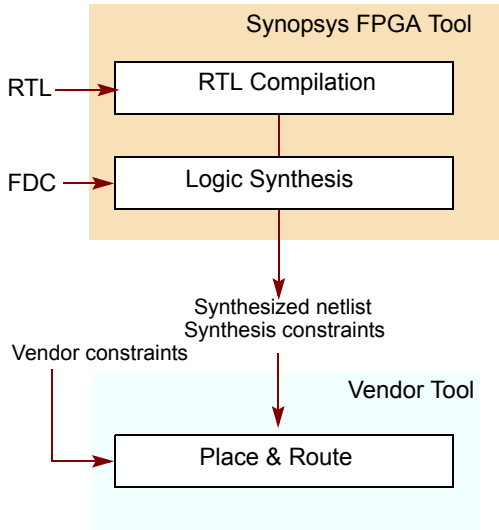 Synopsys FPGA Tool
RTL
RTL Compilation
FDC
Logic Synthesis
Synthesized netlist
Synthesis constraints
Vendor constraints
Vendor Tool
Place & Route